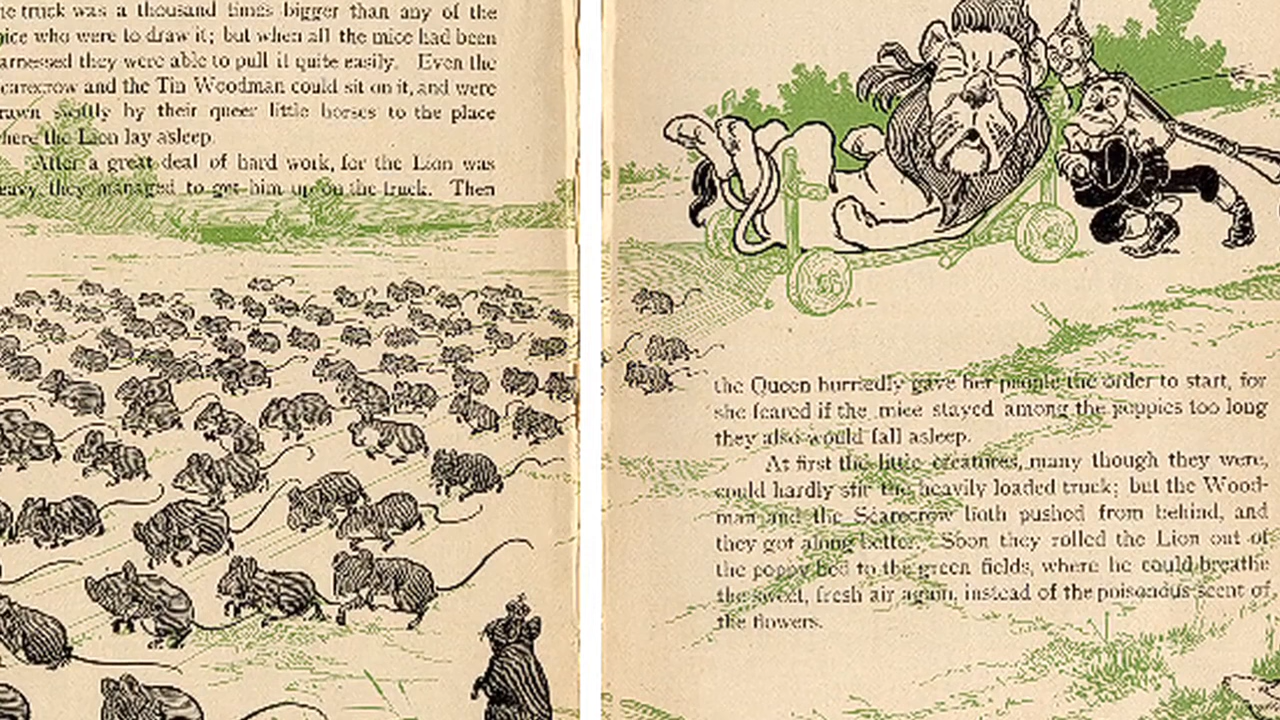 he truck was a thousand times bigger than any of the
mice who were to draw it; but when all the mice had been
arnessed they were able to pull it quite easily. Even the
carecrow and the Tin Woodman could sit on it, and were
rawn swiftly by their queer little horses to the place
where the Lion lay asleep.
After a great deal of hard work, for the Lion was
eavy they managed to get him up on the truck. Then
the Queen hurriedly gave her people the order to start, for
she feared if the mice stayed among the poppies too long
they also would fall asleep.
At first the little creatures, many though they were,
could hardly stir the heavily loaded truck; but the Wood-
man and the Scarecrow both pushed from behind, and
they got along better. Soon they rolled the Lion out of
the poppy bed to the green fields, where he could breathe
the sweet, fresh air again, instead of the poisonous scent of
the flowers.